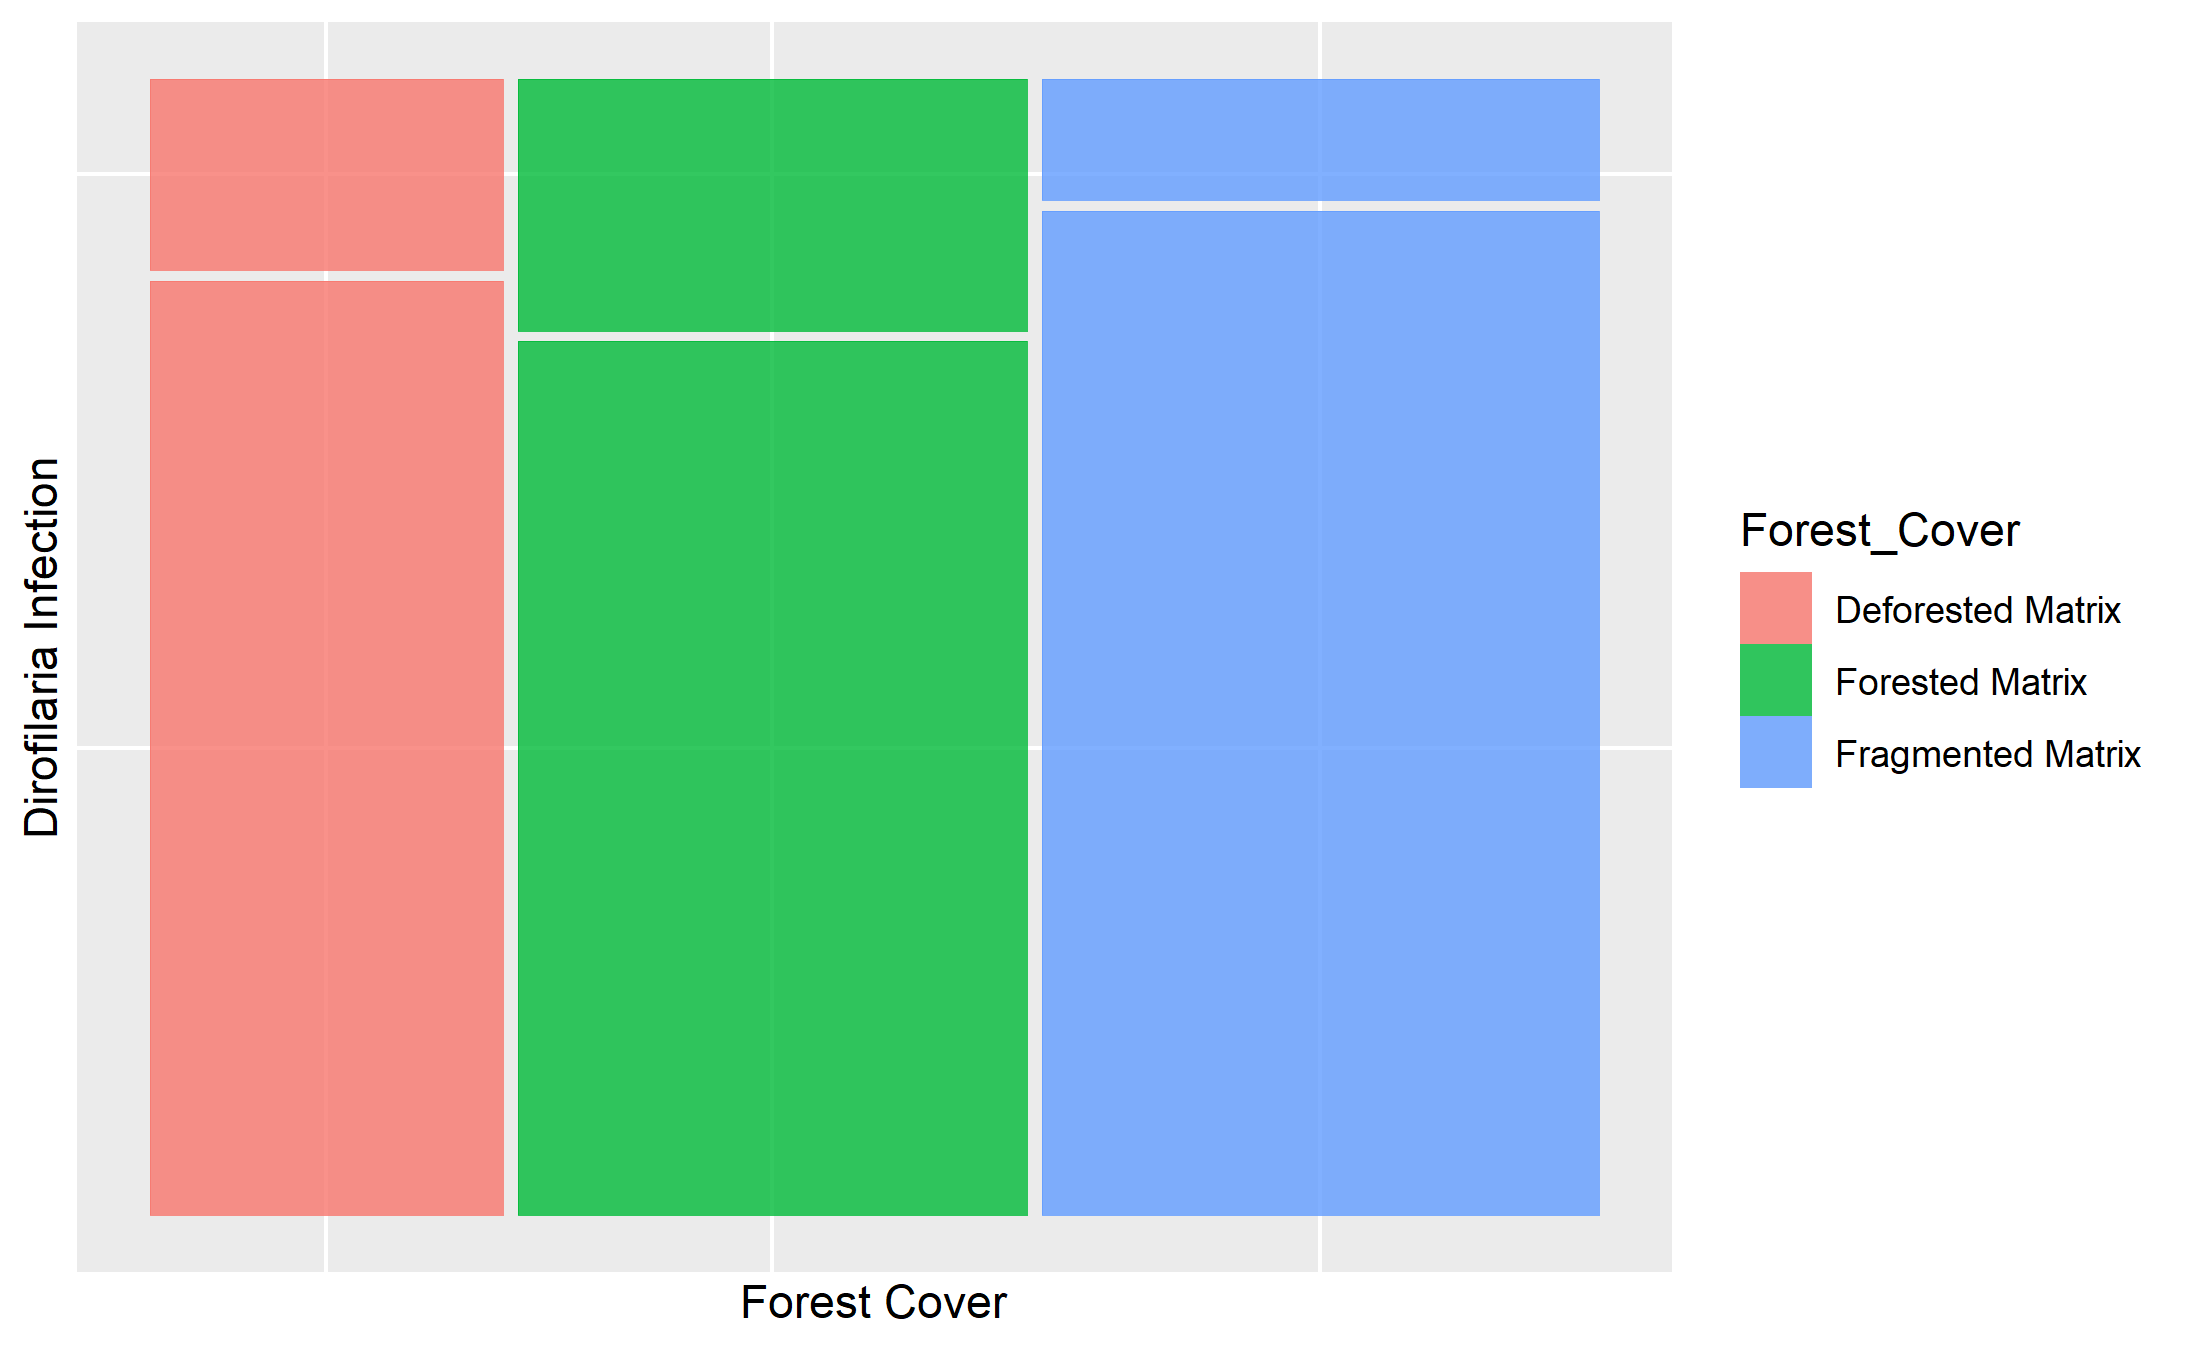 Dirofilaria Infection
Forest Cover
Forest_Cover
Deforested Matrix
Forested Matrix
Fragmented Matrix